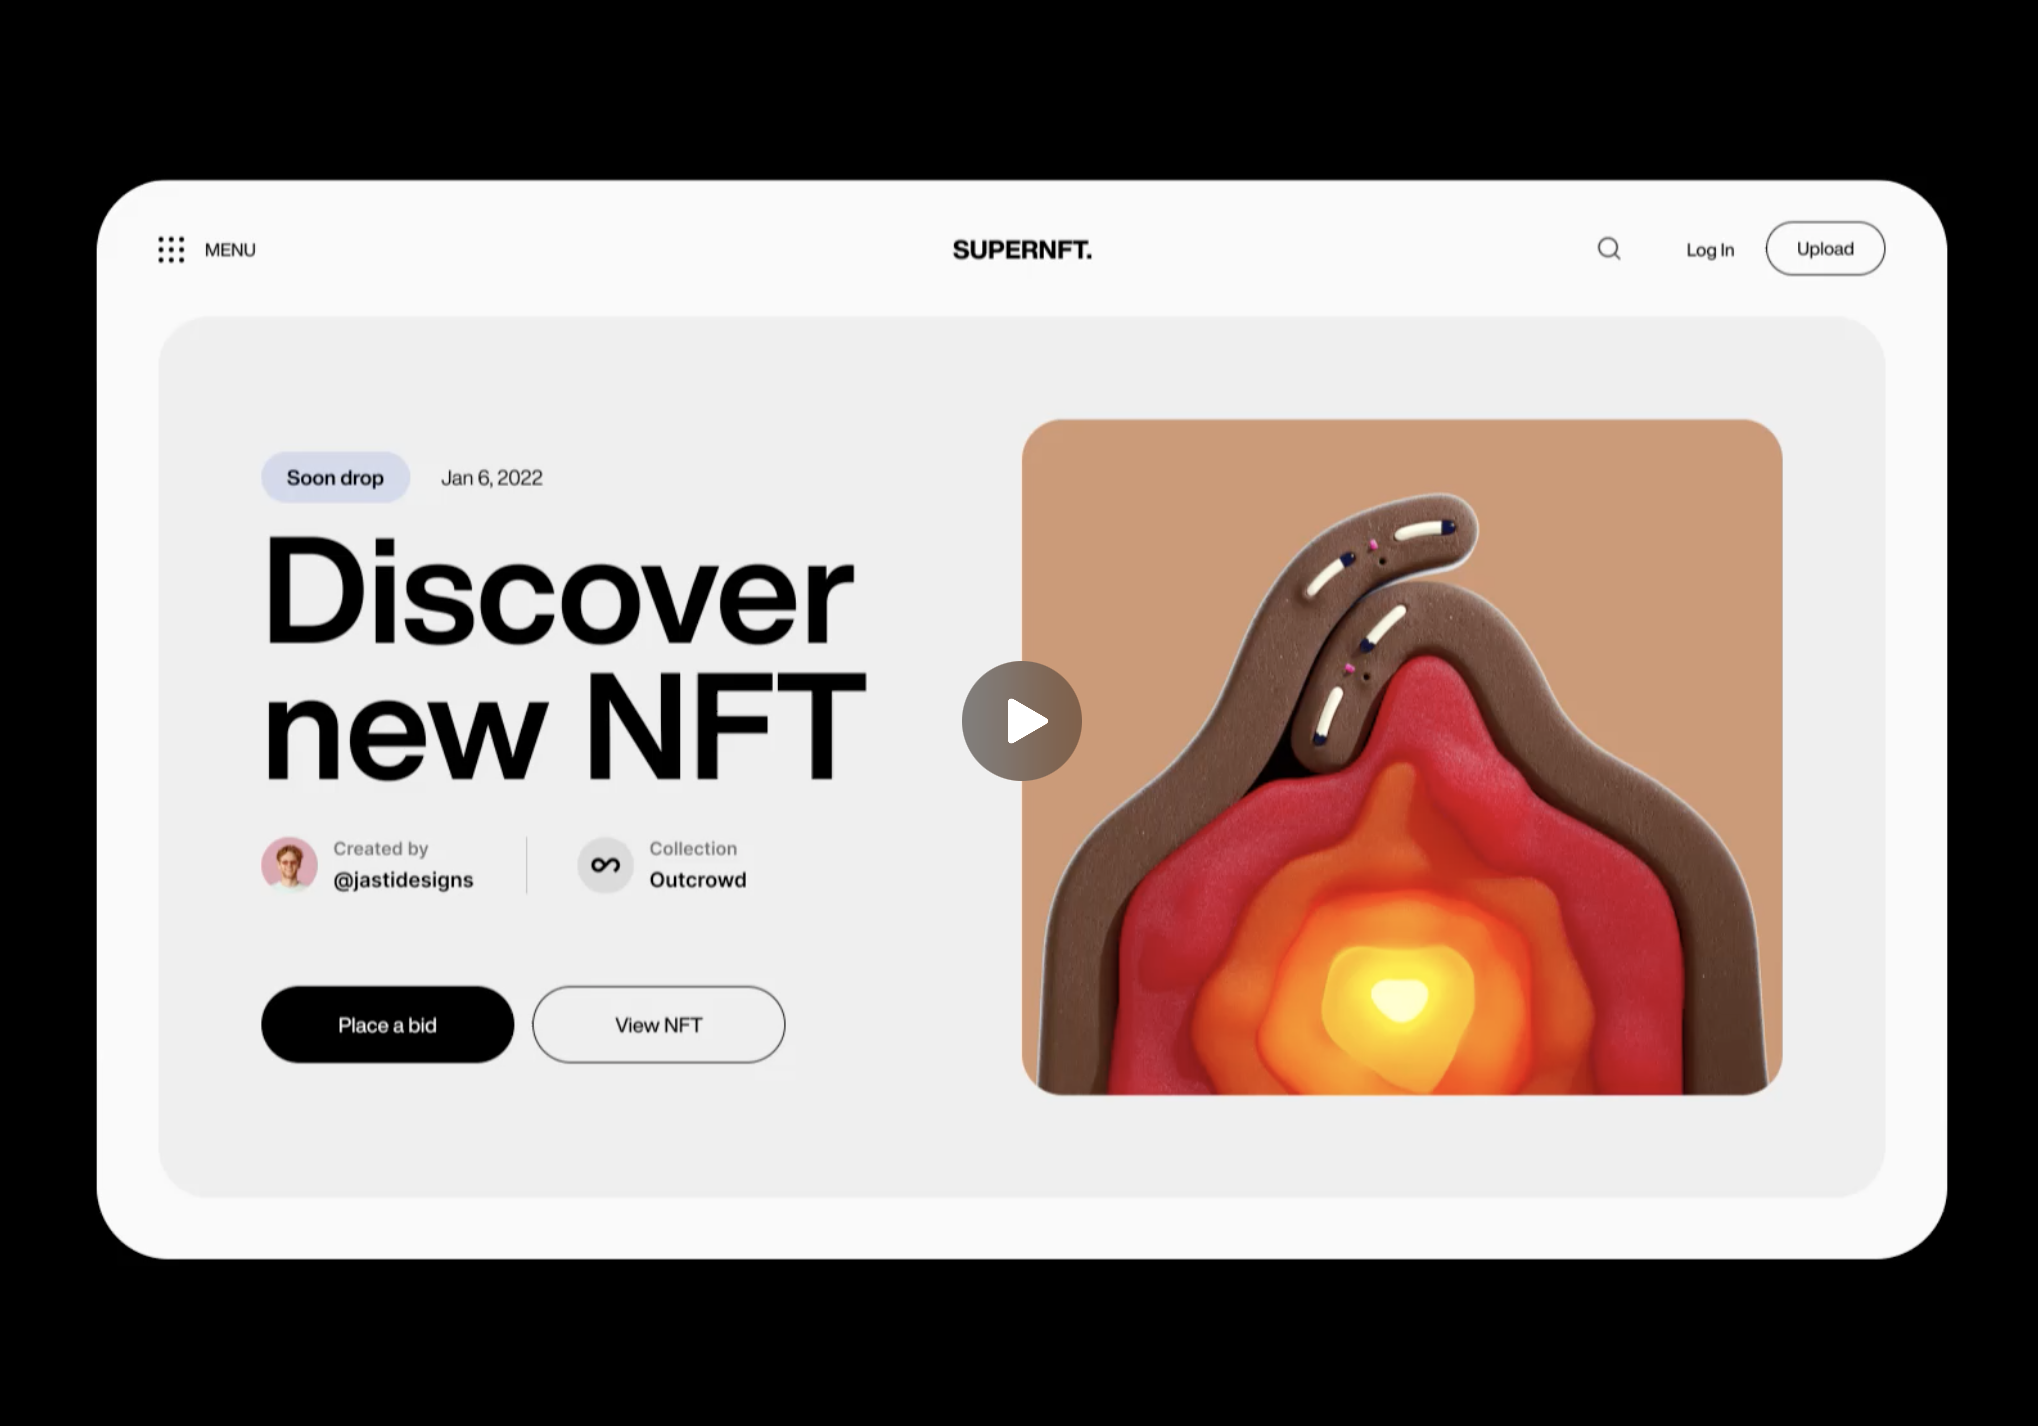 MENU
SUPERNFT.
Log In
Upload
Soon drop
Jan 6, 2022
Discover
new NFT
Created by
@jastidesigns
Collection
Outcrowd
Place a bid
View NFT